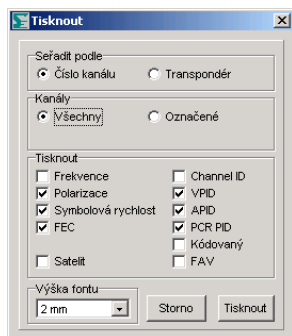 Tisknout
Seřadit podle
Číslo kanálu
Transpondér
Kanály
Všechny
Označené
Tisknout
Frekvence
Channel ID
Polarizace
VPID
Symbolová rychlost
APID
FEC
PCR PID
Kódovaný
Satelit
FAV
Výška fontu
2 mm
Storno
Tisknout